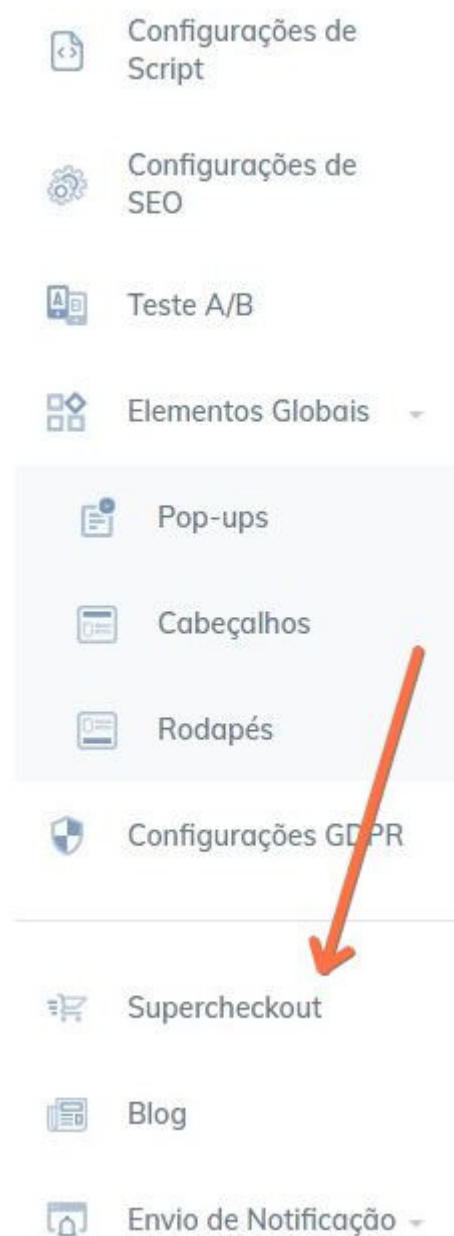 Configurações de
Script
Configurações de
SEO
Teste A/B
Elementos Globais
Pop-ups
Cabeçalhos
Rodapés
Configurações GDPR
Supercheckout
Blog
Envio de Notificação